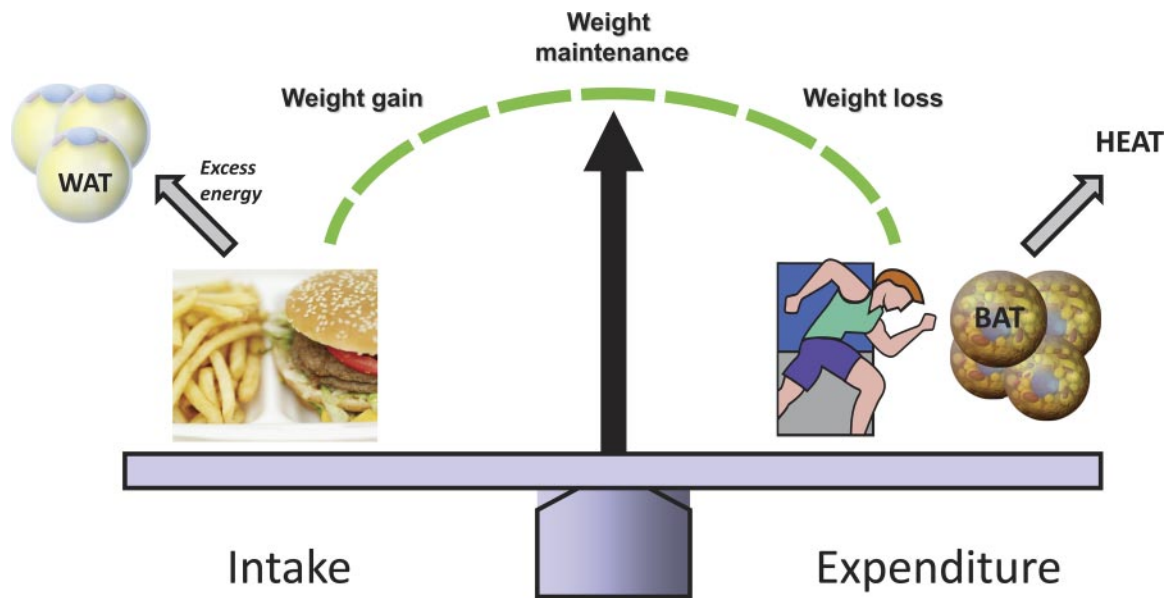 Weight
maintenance
Weight gain
Weight loss
HEAT
Excess
energy
WAT
BAT
Intake
Expenditure